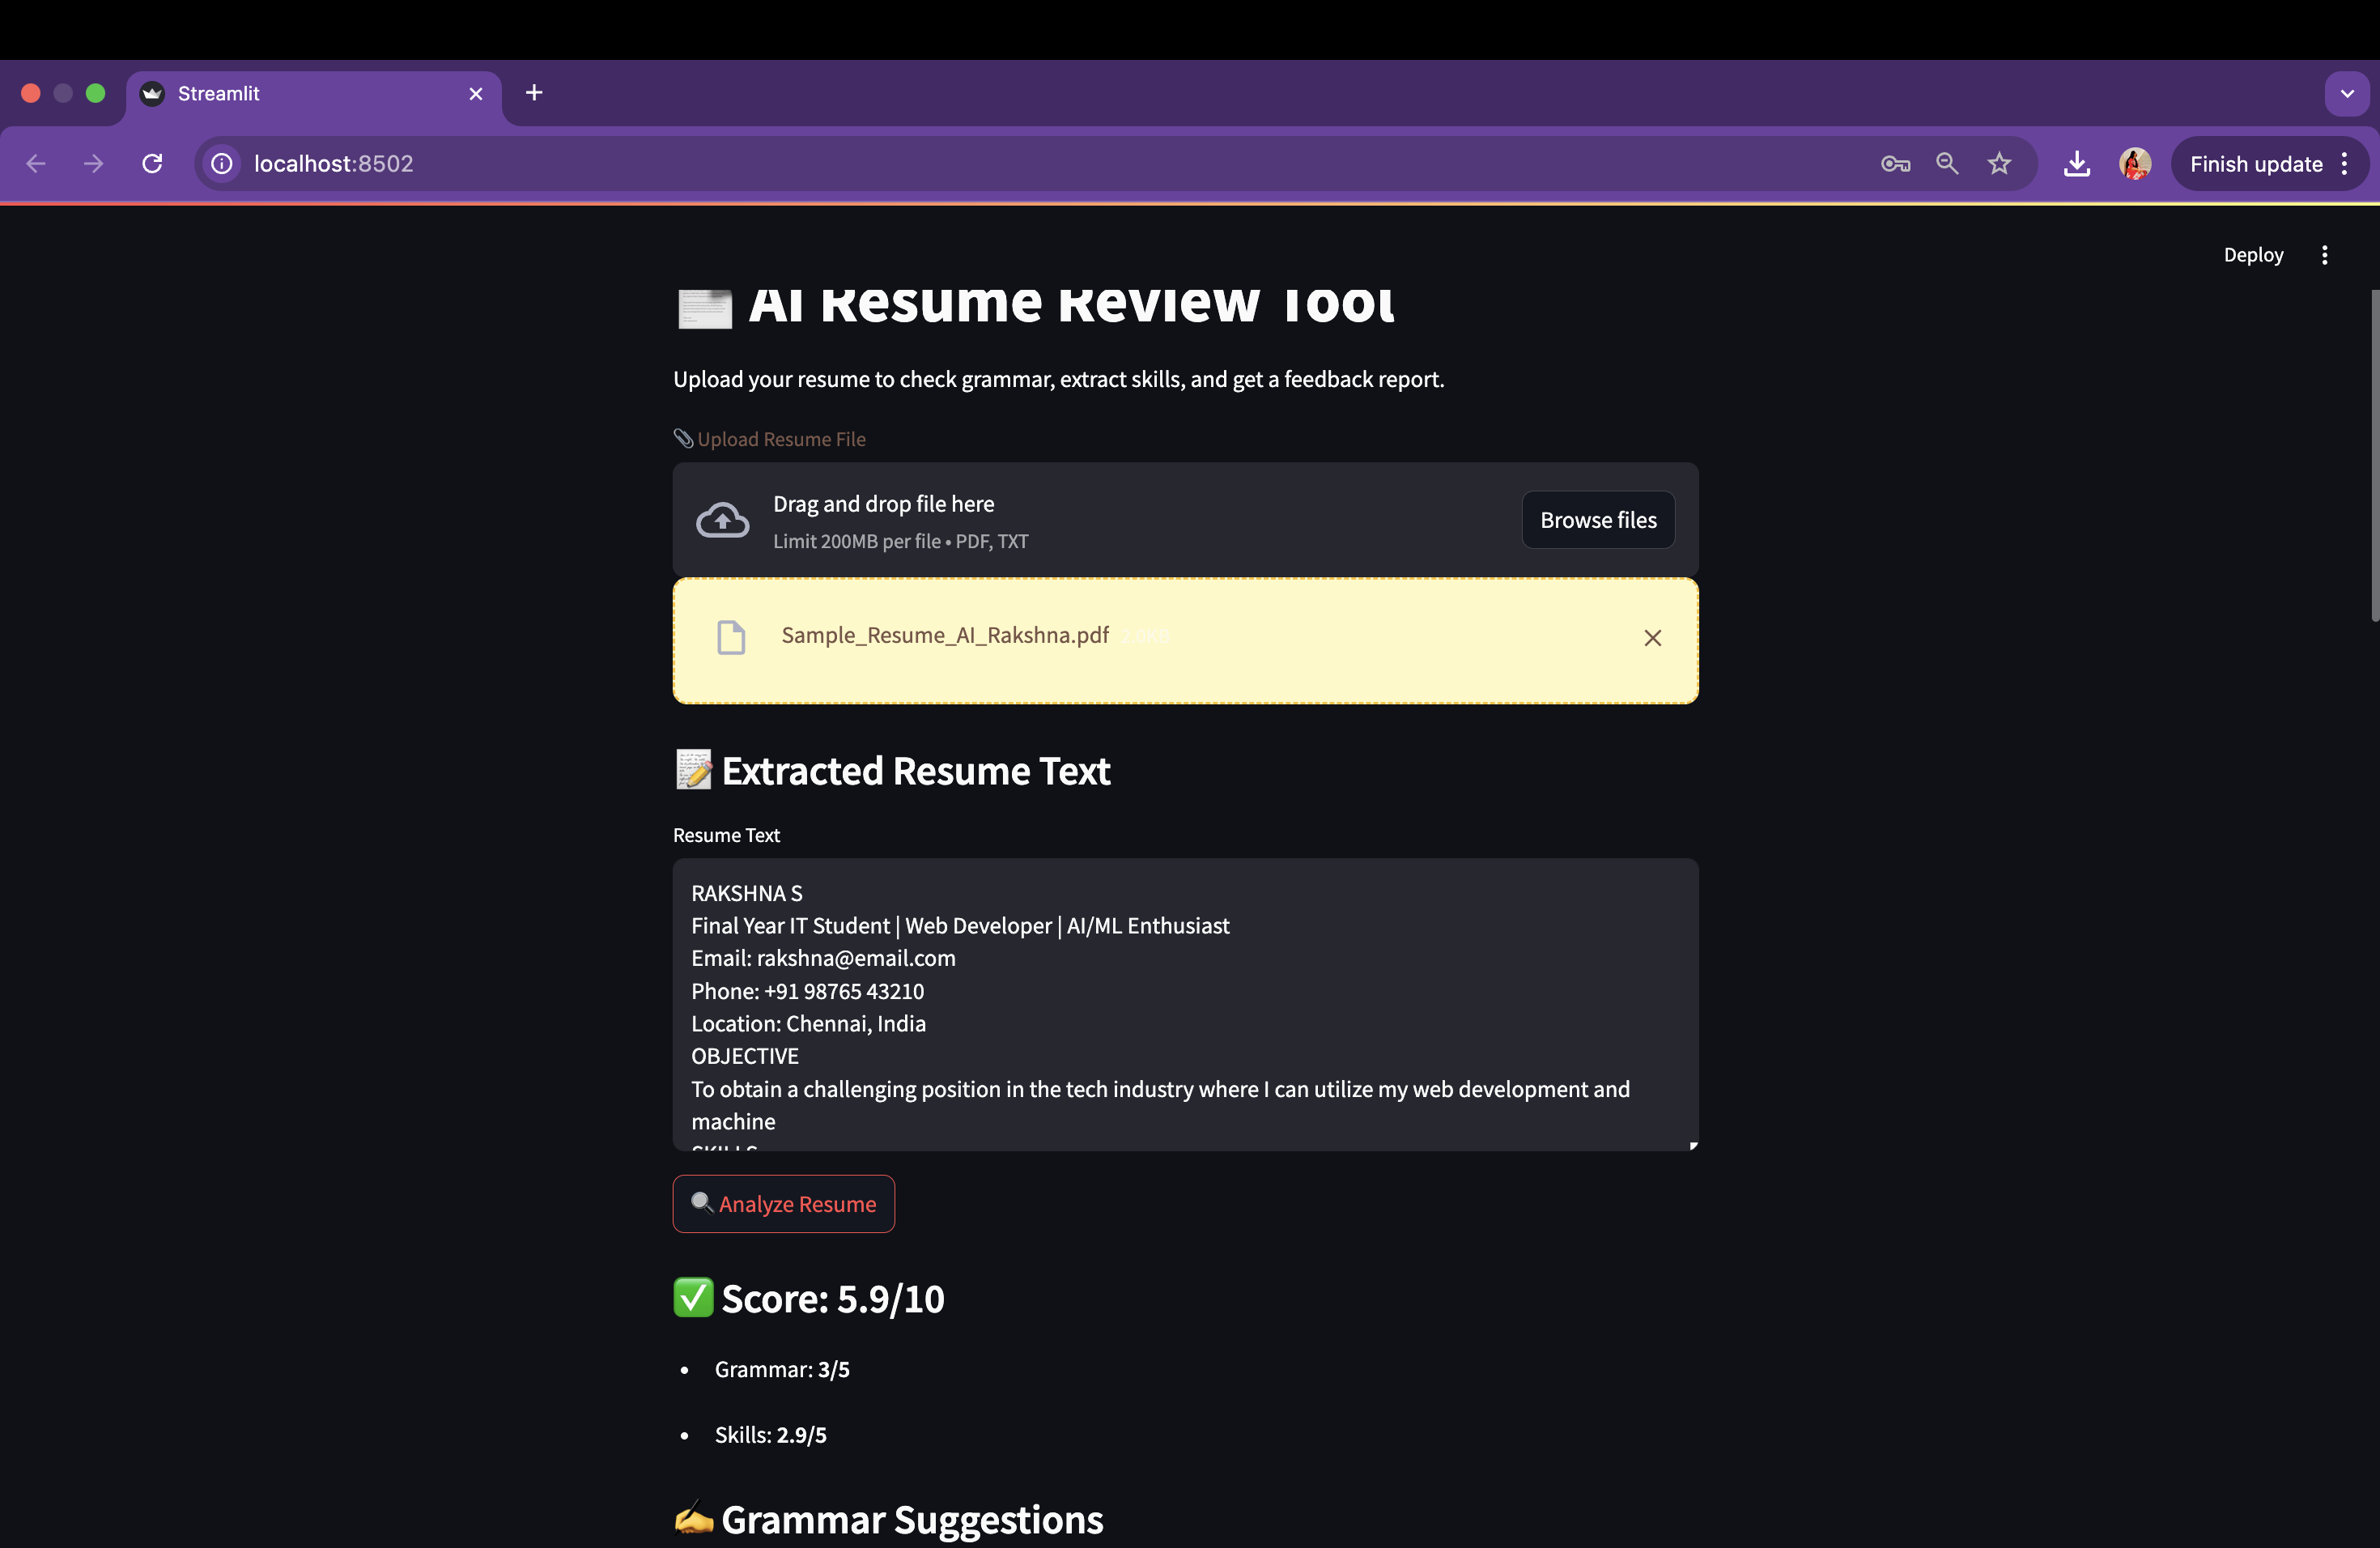 Streamlit
localhost:8502
Finish update
Deploy
AI Resume Review Tool
Upload your resume to check grammar, extract skills, and get a feedback report.
Upload Resume File
Drag and drop file here
Limit 200MB per file • PDF, TXT
Browse files
Sample_Resume_AI_Rakshna.pdf
Extracted Resume Text
Resume Text
RAKSHNA S
Final Year IT Student | Web Developer | AI/ML Enthusiast
Email: rakshna@email.com
Phone: +91 98765 43210
Location: Chennai, India
OBJECTIVE
To obtain a challenging position in the tech industry where I can utilize my web development and
machine
SKILLS
Analyze Resume
Score: 5.9/10
• Grammar: 3/5
• Skills: 2.9/5
Grammar Suggestions